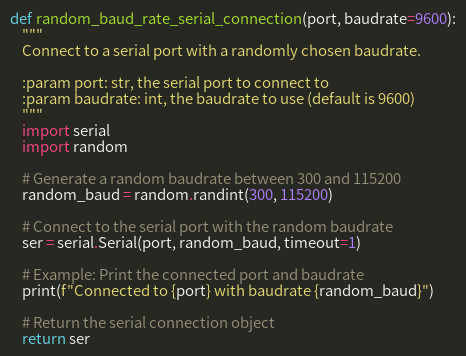 def random_baud_rate_serial_connection(port, baudrate=9600):
    """
    Connect to a serial port with a randomly chosen baudrate.

    :param port: str, the serial port to connect to
    :param baudrate: int, the baudrate to use (default is 9600)
    """
    import serial
    import random

    # Generate a random baudrate between 300 and 115200
    random_baud = random.randint(300, 115200)

    # Connect to the serial port with the random baudrate
    ser = serial.Serial(port, random_baud, timeout=1)

    # Example: Print the connected port and baudrate
    print(f"Connected to {port} with baudrate {random_baud}")

    # Return the serial connection object
    return ser